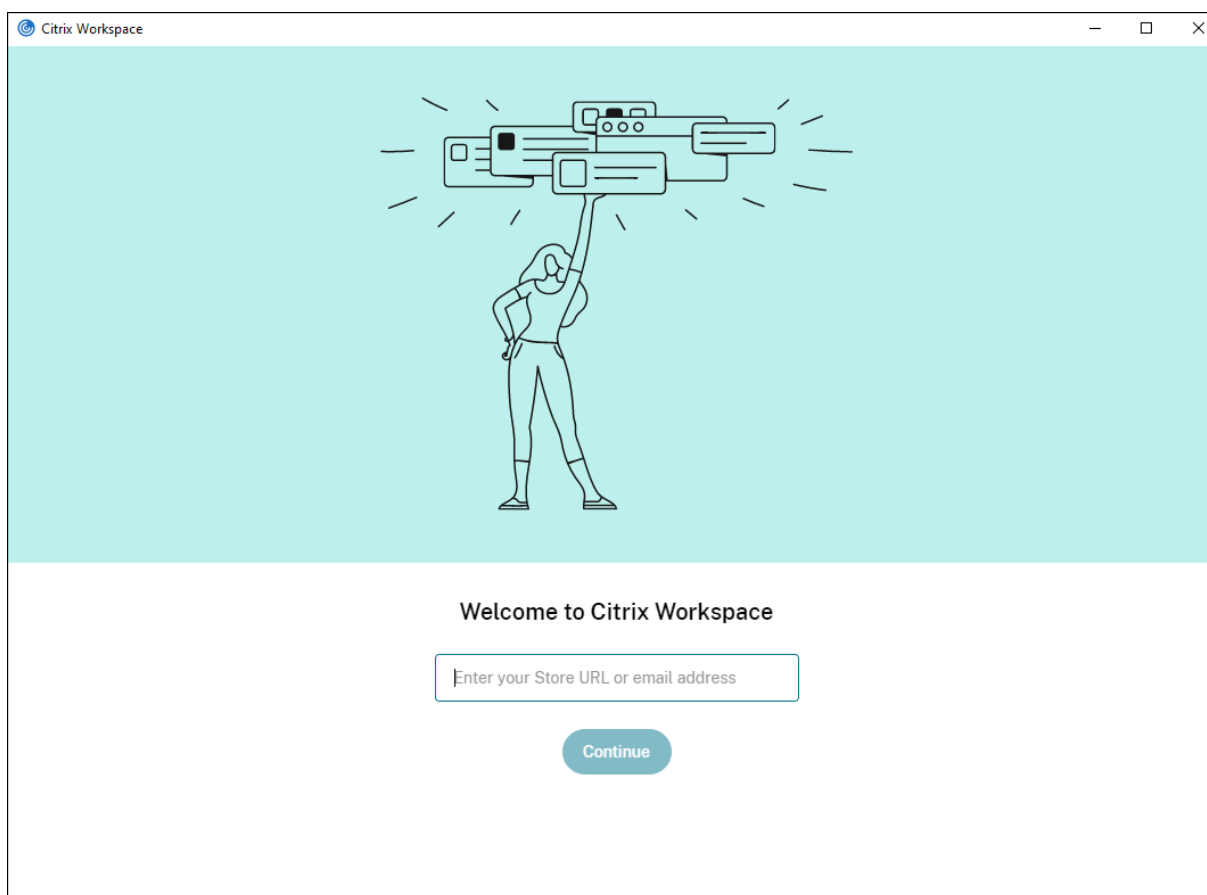 Citrix Workspace
Welcome to Citrix Workspace
Enter your Store URL or email address
Continue